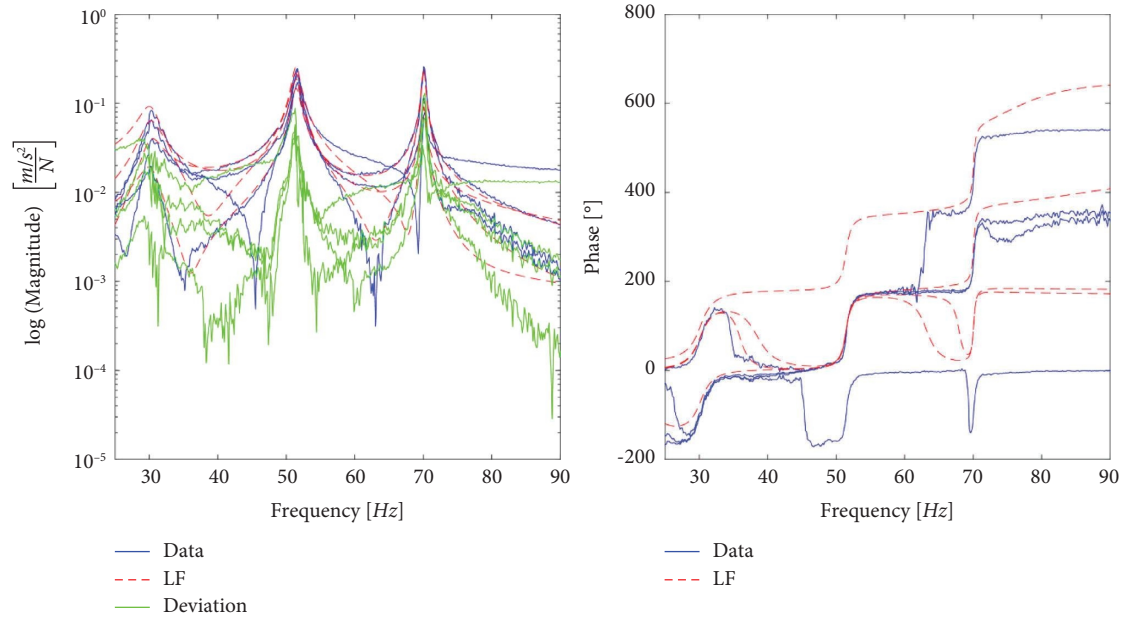 10⁰
10⁻¹
10⁻²
10⁻³
10⁻⁴
10⁻⁵
log (Magnitude) [m/s²/N]
30 40 50 60 70 80 90
Frequency [Hz]
Data
LF
Deviation
800
600
400
200
0
-200
Phase [°]
30 40 50 60 70 80 90
Frequency [Hz]
Data
LF